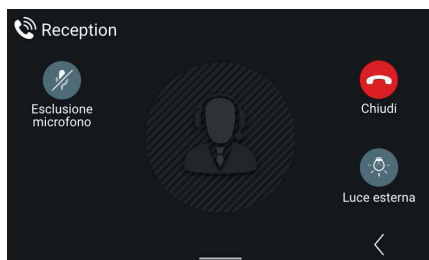 Reception
Esclusione
microfono
Chiudi
Luce esterna